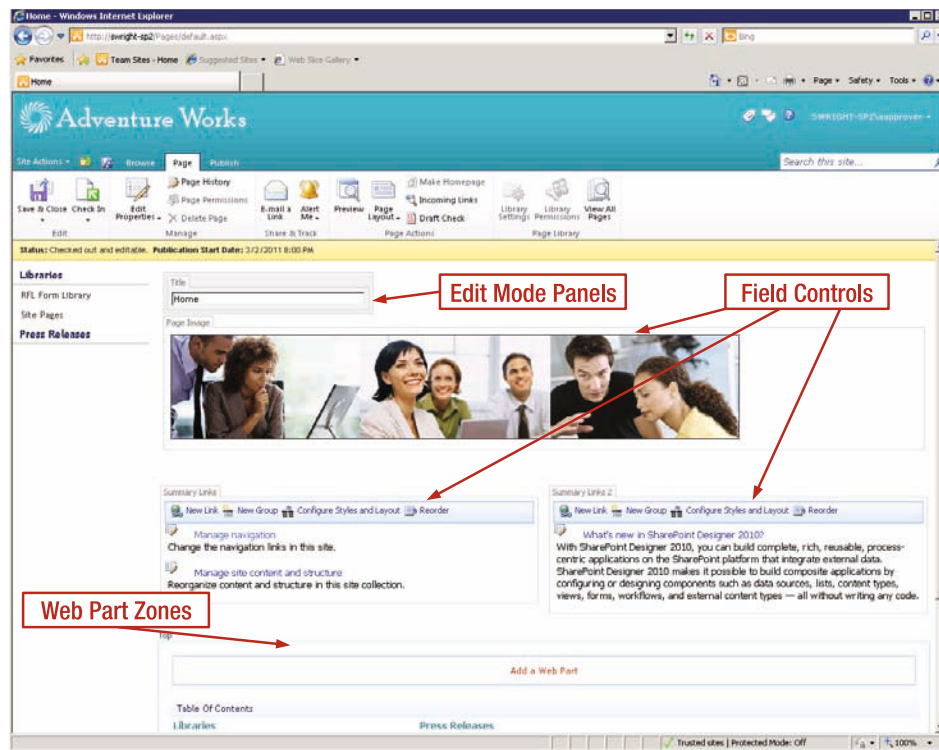 Home - Windows Internet Explorer
http://swright-sp2/Pages/default.aspx
Bing
Favorites Team Sites - Home Suggested Sites Web Slice Gallery
Home
Page Safety Tools
Adventure Works
SWRIGHT-SP2\eapprover
Site Actions Browse Page Publish
Search this site...
Save & Close Check In Edit Properties
Page History
Page Permissions
Delete Page
E-mail a Link Alert Me
Preview Page Layout
Make Homepage
Incoming Links
Draft Check
Library Settings Library Permissions View All Pages
Edit Manage Share & Track Page Actions Page Library
Status: Checked out and editable. Publication Start Date: 3/2/2011 8:00 PM
Libraries
RFL Form Library
Site Pages
Press Releases
Title
Home
Edit Mode Panels
Field Controls
Page Image
Summary Links
New Link New Group Configure Styles and Layout Reorder
Manage navigation
Change the navigation links in this site.
Manage site content and structure
Reorganize content and structure in this site collection.
Summary Links 2
New Link New Group Configure Styles and Layout Reorder
What's new in SharePoint Designer 2010?
With SharePoint Designer 2010, you can build complete, rich, reusable, process-
centric applications on the SharePoint platform that integrate external data.
SharePoint Designer 2010 makes it possible to build composite applications by
configuring or designing components such as data sources, lists, content types,
views, forms, workflows, and external content types — all without writing any code.
Web Part Zones
Top
Add a Web Part
Table Of Contents
Libraries Press Releases
Trusted sites | Protected Mode: Off 100%